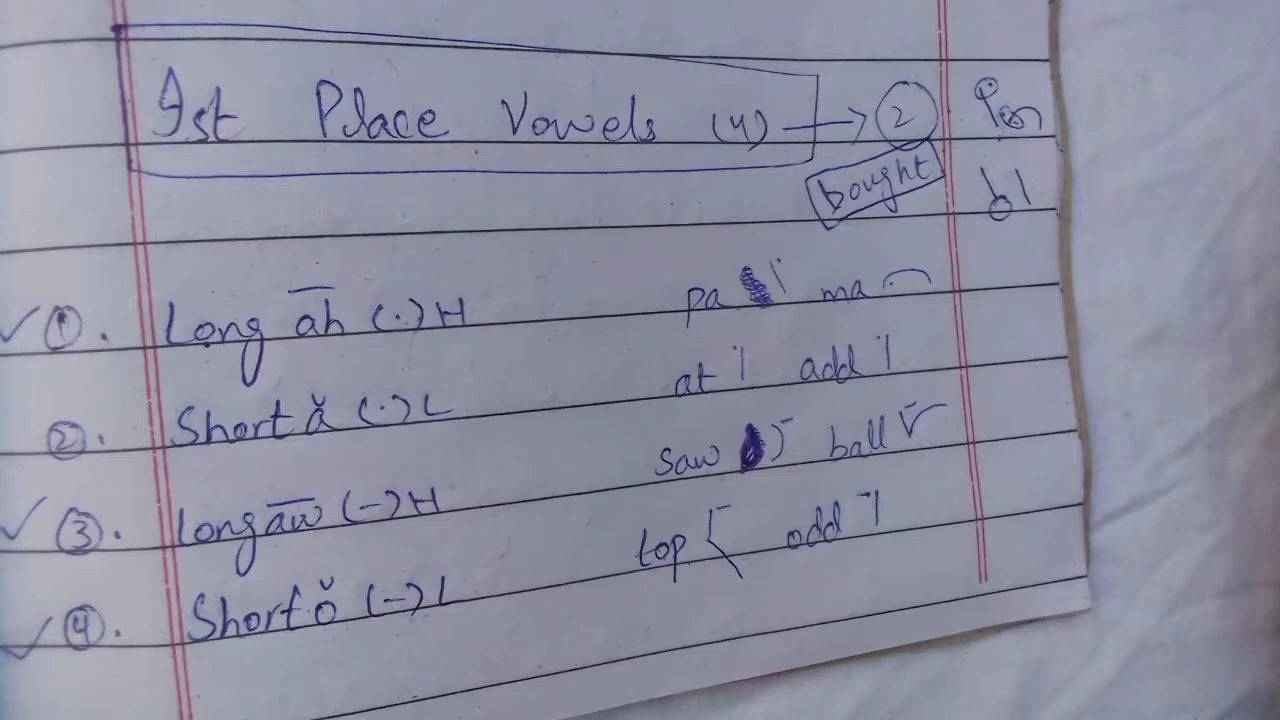 1st Place Vowels (4) → ②
bought
①. Long āh (·) H pa ma
②. Short ă (·) L at add
③. Long āw (–) H saw ball
④. Short ŏ (–) L top odd